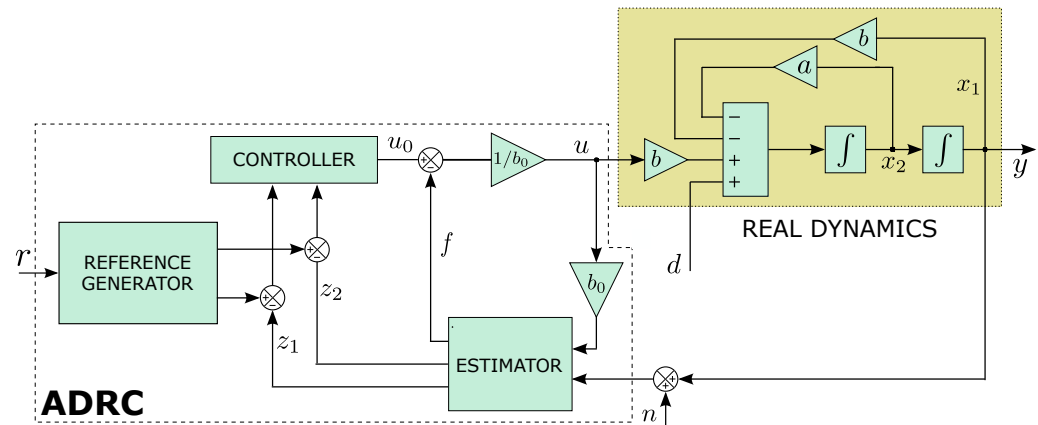 b
a
x₁
−
−
+
+
∫
x₂
∫
y
b
u
1/b₀
+
−
u₀
CONTROLLER
REAL DYNAMICS
d
f
r
REFERENCE
GENERATOR
+
−
z₂
b₀
+
−
z₁
ESTIMATOR
+
+
n
ADRC